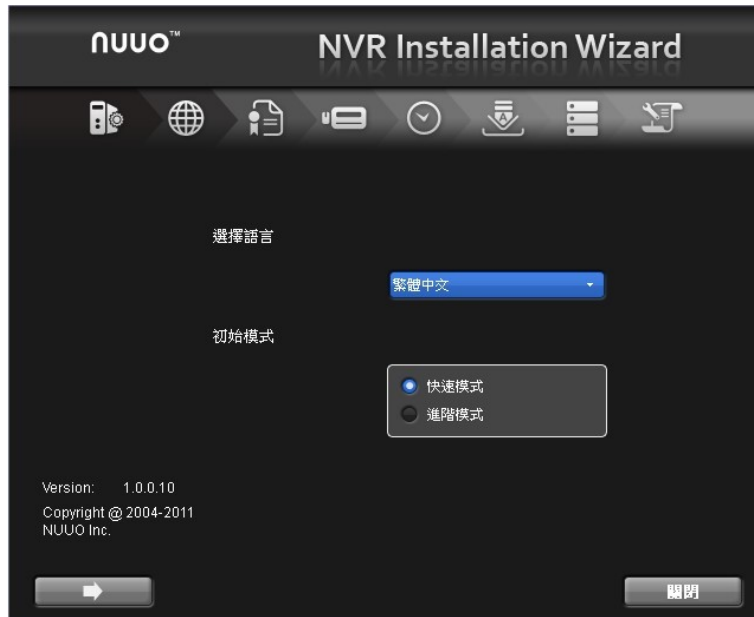 nuuo™
NVR Installation Wizard
選擇語言
繁體中文
初始模式
快速模式
進階模式
Version: 1.0.0.10
Copyright @ 2004-2011
NUUO Inc.
關閉